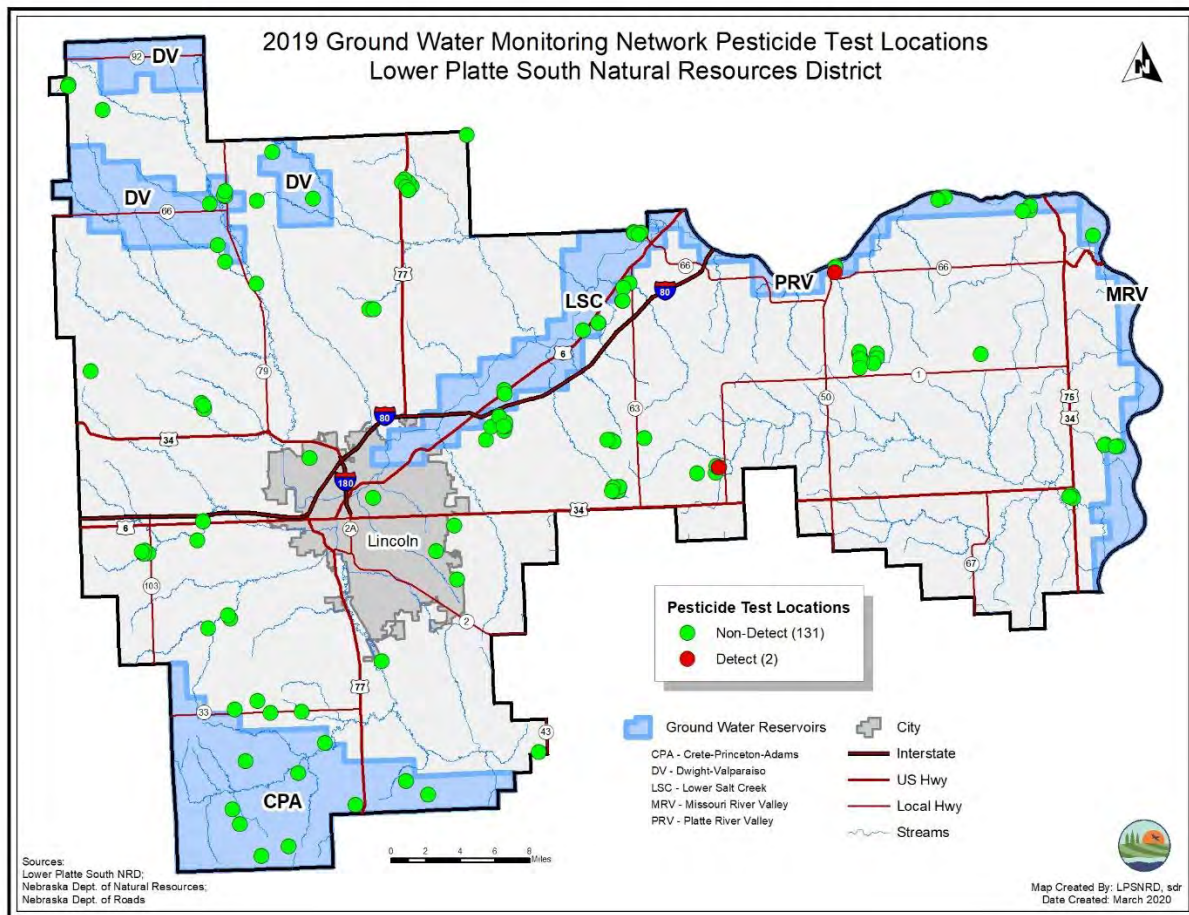 2019 Ground Water Monitoring Network Pesticide Test Locations
Lower Platte South Natural Resources District
N
92
DV
DV
66
DV
77
LSC
6
80
66
PRV
66
MRV
79
34
80
180
63
1
50
75
34
6
2A
Lincoln
34
103
2
67
77
33
43
CPA
Pesticide Test Locations
Non-Detect (131)
Detect (2)
Ground Water Reservoirs
CPA - Crete-Princeton-Adams
DV - Dwight-Valparaiso
LSC - Lower Salt Creek
MRV - Missouri River Valley
PRV - Platte River Valley
City
Interstate
US Hwy
Local Hwy
Streams
0 2 4 6 8
Miles
Sources:
Lower Platte South NRD;
Nebraska Dept. of Natural Resources;
Nebraska Dept. of Roads
Map Created By: LPSNRD, sdr
Date Created: March 2020